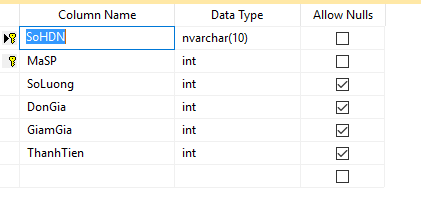 Column Name Data Type Allow Nulls
SoHDN nvarchar(10)
MaSP int
SoLuong int
DonGia int
GiamGia int
ThanhTien int